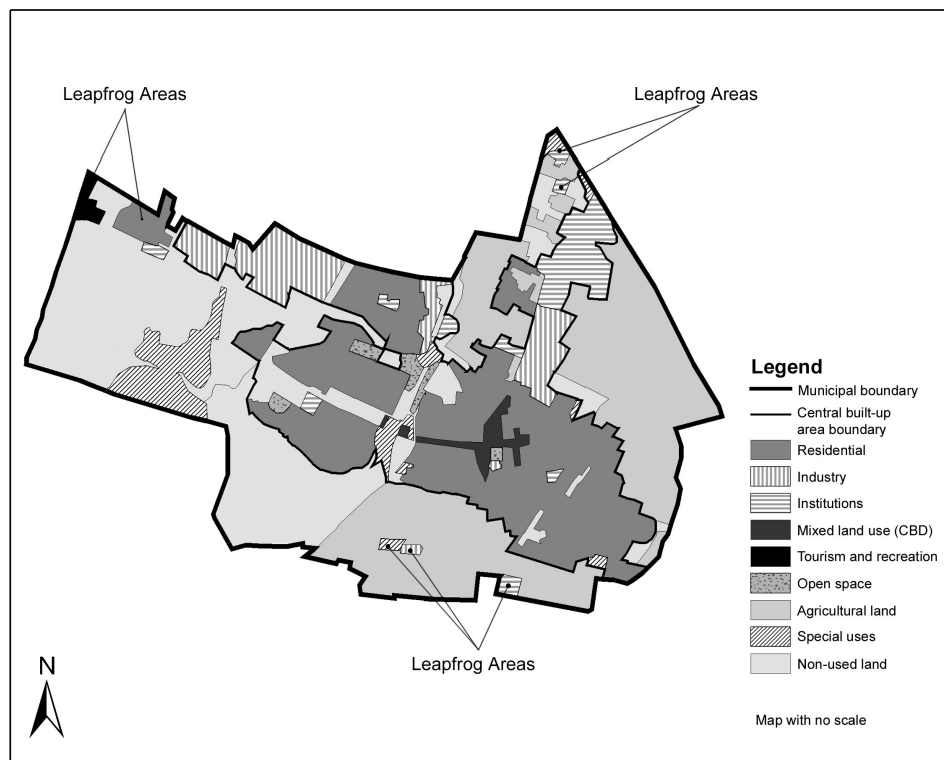 Leapfrog Areas
Leapfrog Areas
Legend
Municipal boundary
Central built-up
area boundary
Residential
Industry
Institutions
Mixed land use (CBD)
Tourism and recreation
Open space
Agricultural land
Special uses
Non-used land
Leapfrog Areas
N
Map with no scale